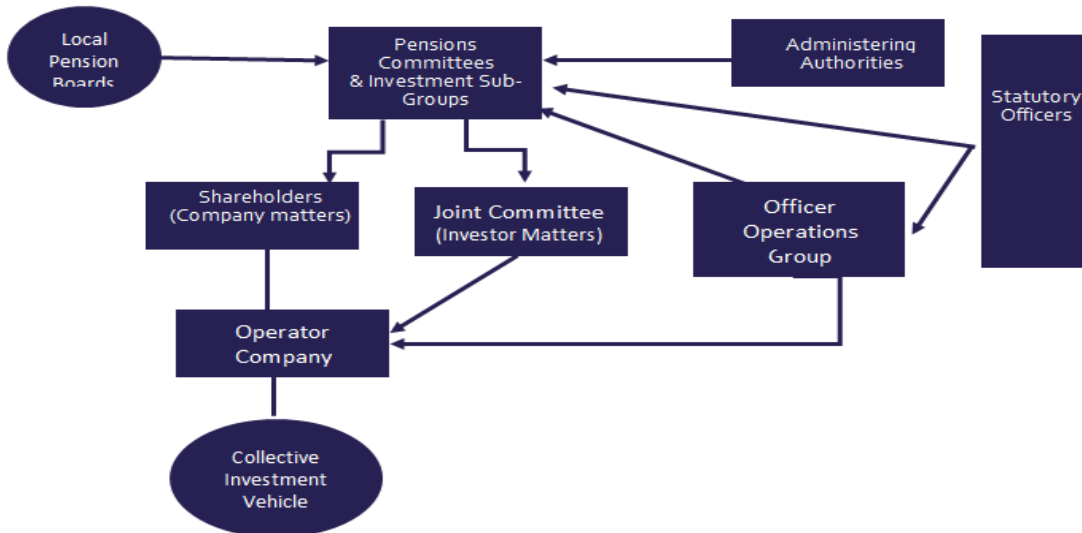 Local
Pension
Boards
Pensions
Committees
& Investment Sub-
Groups
Administering
Authorities
Statutory
Officers
Shareholders
(Company matters)
Joint Committee
(Investor Matters)
Officer
Operations
Group
Operator
Company
Collective
Investment
Vehicle